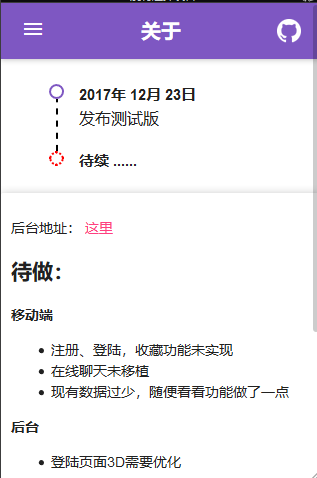 关于
2017年 12月 23日
发布测试版
待续 ......
后台地址： 这里
待做：
移动端
注册、登陆，收藏功能未实现
在线聊天未移植
现有数据过少，随便看看功能做了一点
后台
登陆页面3D需要优化